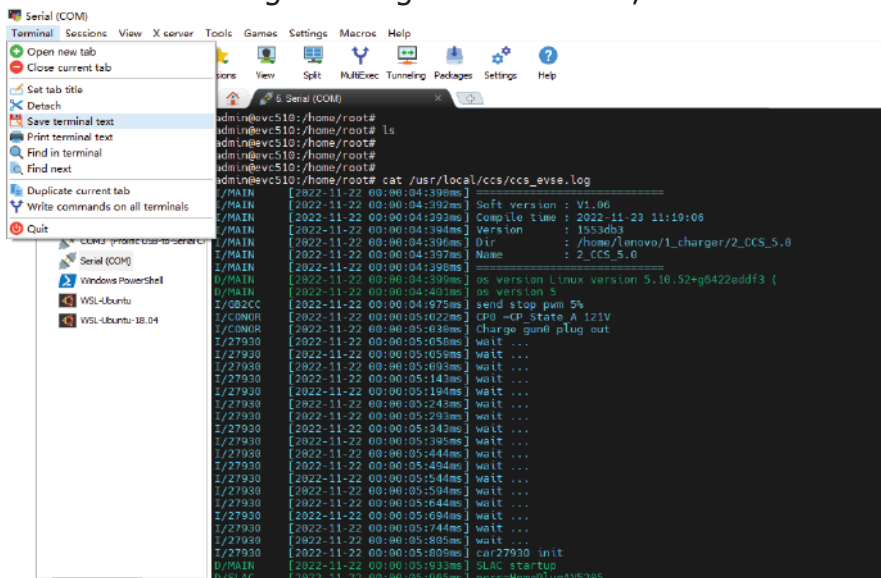 Serial (COM)
Terminal Sessions View X server Tools Games Settings Macros Help
Open new tab
Close current tab
Set tab title
Detach
Save terminal text
Print terminal text
Find in terminal
Find next
Duplicate current tab
Write commands on all terminals
Quit
View Split MultiExec Tunneling Packages Settings Help
Serial (COM)
Windows PowerShell
WSL-Ubuntu
WSL-Ubuntu-18.04
6. Serial (COM)
admin@evc510:/home/root#
admin@evc510:/home/root# ls
admin@evc510:/home/root#
admin@evc510:/home/root#
admin@evc510:/home/root# cat /usr/local/ccs/ccs_evse.log
I/MAIN [2022-11-22 00:00:04:390ms] ========================
I/MAIN [2022-11-22 00:00:04:392ms] Soft version : V1.06
I/MAIN [2022-11-22 00:00:04:393ms] Compile time : 2022-11-23 11:19:06
I/MAIN [2022-11-22 00:00:04:394ms] Version : 1553db3
I/MAIN [2022-11-22 00:00:04:396ms] Dir : /home/lenovo/1_charger/2_CCS_5.0
I/MAIN [2022-11-22 00:00:04:397ms] Name : 2_CCS_5.0
I/MAIN [2022-11-22 00:00:04:398ms] ========================
D/MAIN [2022-11-22 00:00:04:399ms] os version Linux version 5.10.52+g6422eddf3 (
D/MAIN [2022-11-22 00:00:04:401ms] os version 5
I/GB2CC [2022-11-22 00:00:04:975ms] send stop pwm 5%
I/CONOR [2022-11-22 00:00:05:022ms] CP0 =CP_State_A 121V
I/CONOR [2022-11-22 00:00:05:030ms] Charge gun0 plug out
I/27930 [2022-11-22 00:00:05:058ms] wait ...
I/27930 [2022-11-22 00:00:05:059ms] wait ...
I/27930 [2022-11-22 00:00:05:093ms] wait ...
I/27930 [2022-11-22 00:00:05:143ms] wait ...
I/27930 [2022-11-22 00:00:05:194ms] wait ...
I/27930 [2022-11-22 00:00:05:243ms] wait ...
I/27930 [2022-11-22 00:00:05:293ms] wait ...
I/27930 [2022-11-22 00:00:05:343ms] wait ...
I/27930 [2022-11-22 00:00:05:395ms] wait ...
I/27930 [2022-11-22 00:00:05:444ms] wait ...
I/27930 [2022-11-22 00:00:05:494ms] wait ...
I/27930 [2022-11-22 00:00:05:544ms] wait ...
I/27930 [2022-11-22 00:00:05:594ms] wait ...
I/27930 [2022-11-22 00:00:05:644ms] wait ...
I/27930 [2022-11-22 00:00:05:694ms] wait ...
I/27930 [2022-11-22 00:00:05:744ms] wait ...
I/27930 [2022-11-22 00:00:05:805ms] wait ...
I/27930 [2022-11-22 00:00:05:809ms] car27930 init
D/MAIN [2022-11-22 00:00:05:933ms] SLAC startup